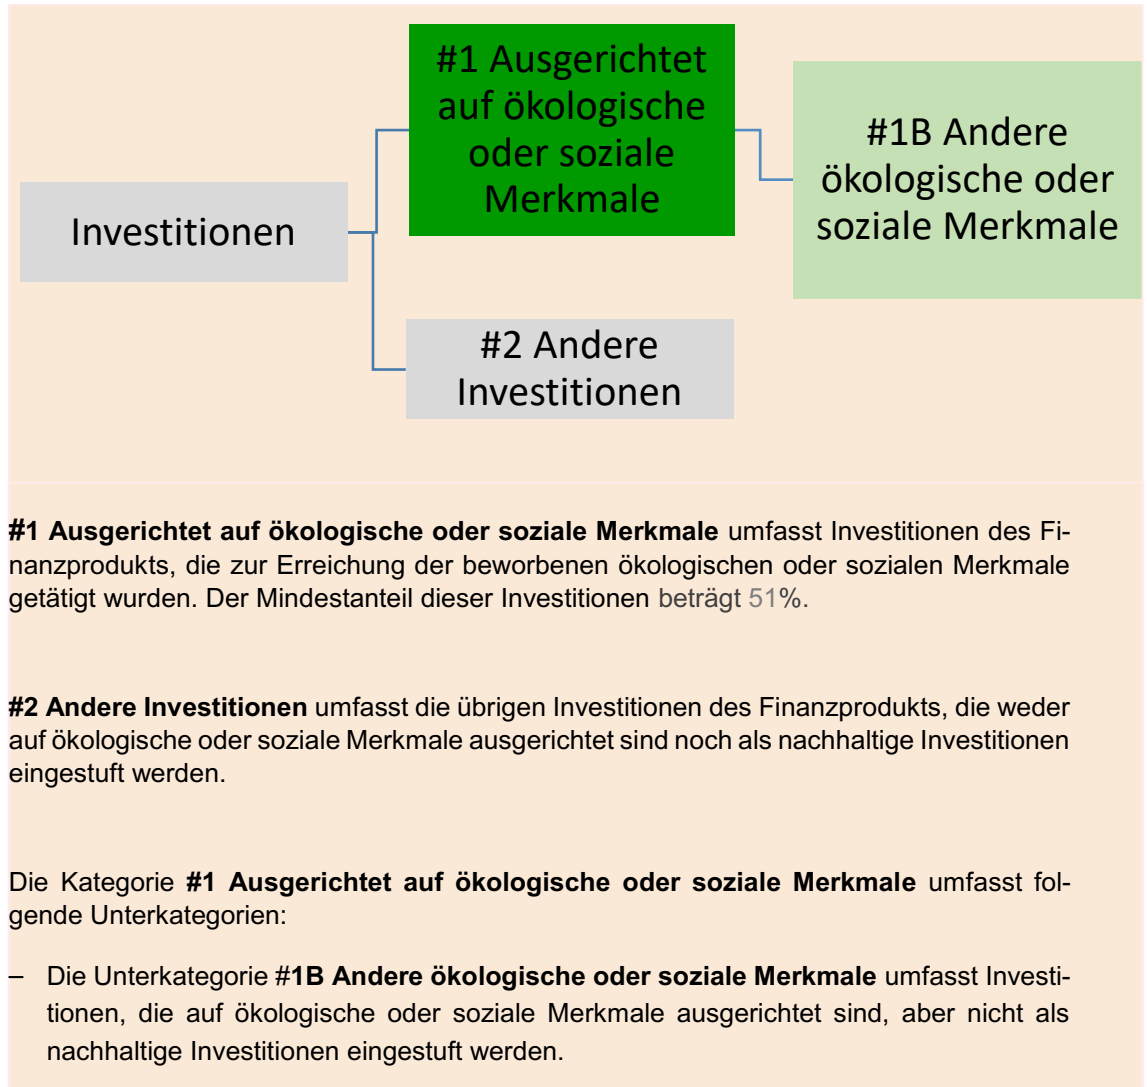 #1 Ausgerichtet
auf ökologische
oder soziale
Merkmale
#1B Andere
ökologische oder
soziale Merkmale
Investitionen
#2 Andere
Investitionen
#1 Ausgerichtet auf ökologische oder soziale Merkmale umfasst Investitionen des Fi-
nanzprodukts, die zur Erreichung der beworbenen ökologischen oder sozialen Merkmale
getätigt wurden. Der Mindestanteil dieser Investitionen beträgt 51%.
#2 Andere Investitionen umfasst die übrigen Investitionen des Finanzprodukts, die weder
auf ökologische oder soziale Merkmale ausgerichtet sind noch als nachhaltige Investitionen
eingestuft werden.
Die Kategorie #1 Ausgerichtet auf ökologische oder soziale Merkmale umfasst fol-
gende Unterkategorien:
– Die Unterkategorie #1B Andere ökologische oder soziale Merkmale umfasst Investi-
tionen, die auf ökologische oder soziale Merkmale ausgerichtet sind, aber nicht als
nachhaltige Investitionen eingestuft werden.